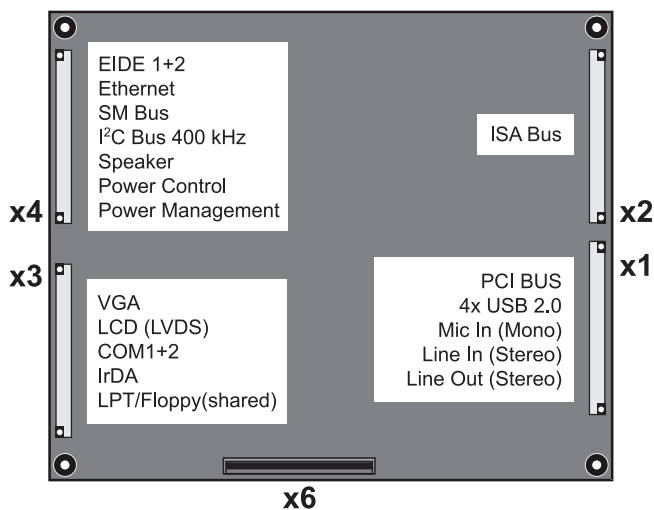 EIDE 1+2
Ethernet
SM Bus
I²C Bus 400 kHz
Speaker
Power Control
Power Management
ISA Bus
x4
x2
x3
x1
VGA
LCD (LVDS)
COM1+2
IrDA
LPT/Floppy(shared)
PCI BUS
4x USB 2.0
Mic In (Mono)
Line In (Stereo)
Line Out (Stereo)
x6